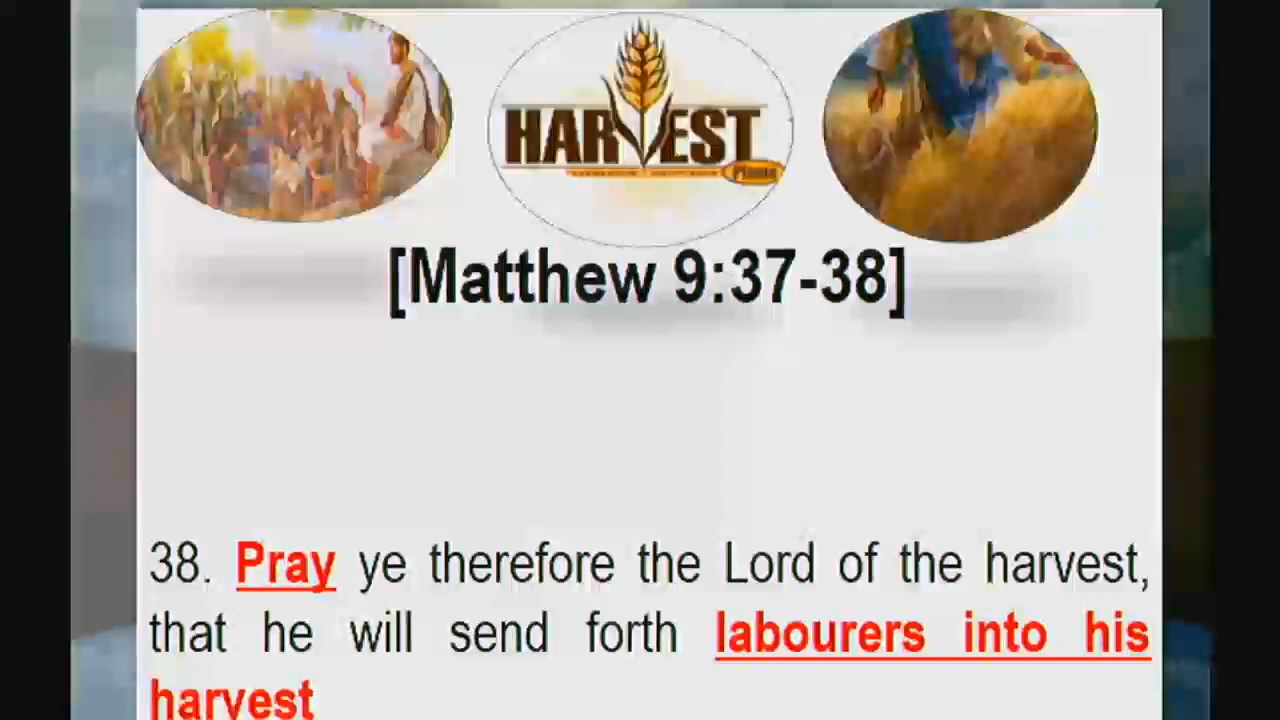 HARVEST
[Matthew 9:37-38]
38. Pray ye therefore the Lord of the harvest,
that he will send forth labourers into his
harvest